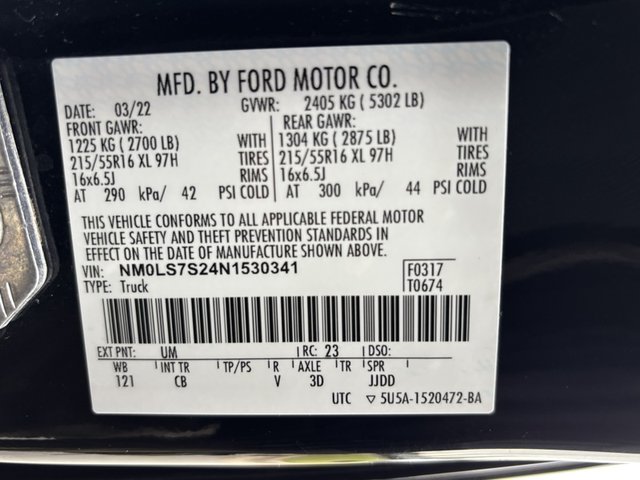 MFD. BY FORD MOTOR CO.
DATE: 03/22 GVWR: 2405 KG ( 5302 LB)
FRONT GAWR: REAR GAWR:
1225 KG ( 2700 LB) WITH 1304 KG ( 2875 LB) WITH
215/55R16 XL 97H TIRES 215/55R16 XL 97H TIRES
16x6.5J RIMS 16x6.5J RIMS
AT 290 kPa/ 42 PSI COLD AT 300 kPa/ 44 PSI COLD
THIS VEHICLE CONFORMS TO ALL APPLICABLE FEDERAL MOTOR
VEHICLE SAFETY AND THEFT PREVENTION STANDARDS IN
EFFECT ON THE DATE OF MANUFACTURE SHOWN ABOVE.
VIN: NM0LS7S24N1530341 F0317
TYPE: Truck T0674
EXT PNT: UM RC: 23 DSO:
WB INT TR TP/PS R AXLE TR SPR
121 CB V 3D JJDD
UTC ▽ 5U5A-1520472-BA